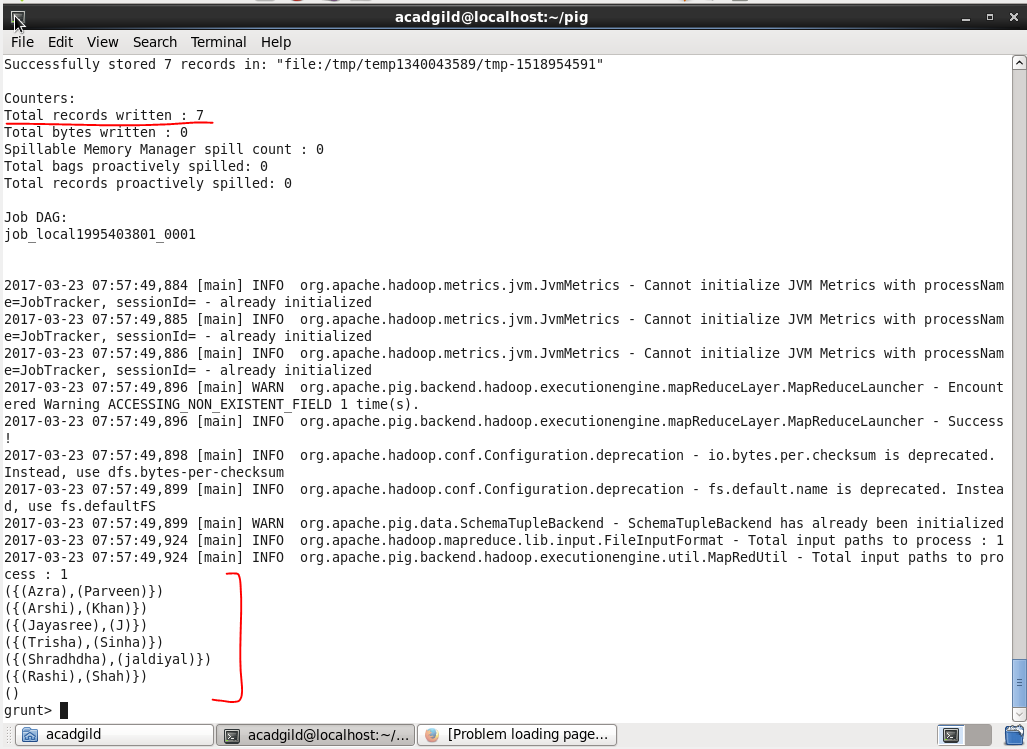 acadgild@localhost:~/pig
File Edit View Search Terminal Help
Successfully stored 7 records in: "file:/tmp/temp1340043589/tmp-1518954591"
Counters:
Total records written : 7
Total bytes written : 0
Spillable Memory Manager spill count : 0
Total bags proactively spilled: 0
Total records proactively spilled: 0
Job DAG:
job_local1995403801_0001
2017-03-23 07:57:49,884 [main] INFO  org.apache.hadoop.metrics.jvm.JvmMetrics - Cannot initialize JVM Metrics with processNam
e=JobTracker, sessionId= - already initialized
2017-03-23 07:57:49,885 [main] INFO  org.apache.hadoop.metrics.jvm.JvmMetrics - Cannot initialize JVM Metrics with processNam
e=JobTracker, sessionId= - already initialized
2017-03-23 07:57:49,886 [main] INFO  org.apache.hadoop.metrics.jvm.JvmMetrics - Cannot initialize JVM Metrics with processNam
e=JobTracker, sessionId= - already initialized
2017-03-23 07:57:49,896 [main] WARN  org.apache.pig.backend.hadoop.executionengine.mapReduceLayer.MapReduceLauncher - Encount
ered Warning ACCESSING_NON_EXISTENT_FIELD 1 time(s).
2017-03-23 07:57:49,896 [main] INFO  org.apache.pig.backend.hadoop.executionengine.mapReduceLayer.MapReduceLauncher - Success
!
2017-03-23 07:57:49,898 [main] INFO  org.apache.hadoop.conf.Configuration.deprecation - io.bytes.per.checksum is deprecated.
Instead, use dfs.bytes-per-checksum
2017-03-23 07:57:49,899 [main] INFO  org.apache.hadoop.conf.Configuration.deprecation - fs.default.name is deprecated. Instea
d, use fs.defaultFS
2017-03-23 07:57:49,899 [main] WARN  org.apache.pig.data.SchemaTupleBackend - SchemaTupleBackend has already been initialized
2017-03-23 07:57:49,924 [main] INFO  org.apache.hadoop.mapreduce.lib.input.FileInputFormat - Total input paths to process : 1
2017-03-23 07:57:49,924 [main] INFO  org.apache.pig.backend.hadoop.executionengine.util.MapRedUtil - Total input paths to pro
cess : 1
({(Azra),(Parveen)})
({(Arshi),(Khan)})
({(Jayasree),(J)})
({(Trisha),(Sinha)})
({(Shradhdha),(jaldiyal)})
({(Rashi),(Shah)})
()
grunt>
acadgild acadgild@localhost:~/... [Problem loading page...